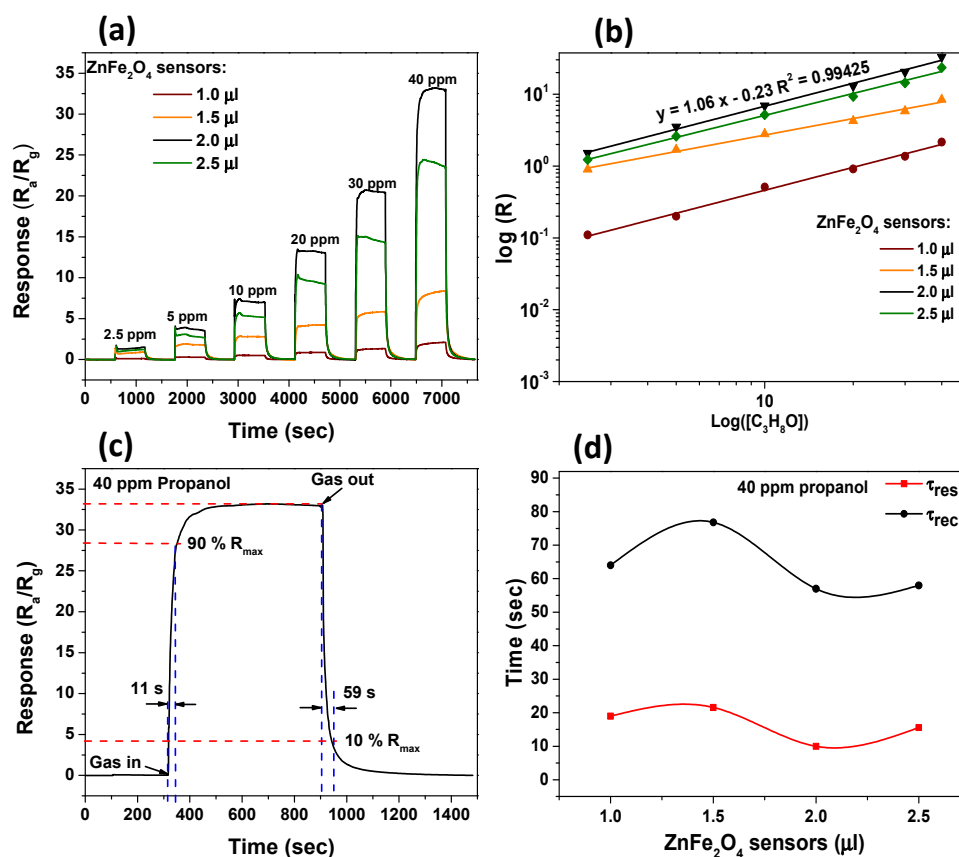 (a)
ZnFe₂O₄ sensors:
1.0 µl
1.5 µl
2.0 µl
2.5 µl
2.5 ppm
5 ppm
10 ppm
20 ppm
30 ppm
40 ppm
Response (Rₐ/R_g)
35
30
25
20
15
10
5
0
0 1000 2000 3000 4000 5000 6000 7000
Time (sec)
(b)
y = 1.06 x - 0.23 R² = 0.99425
log (R)
10¹
10⁰
10⁻¹
10⁻²
10⁻³
ZnFe₂O₄ sensors:
1.0 µl
1.5 µl
2.0 µl
2.5 µl
10
Log([C₃H₈O])
(c)
40 ppm Propanol
Gas out
90 % R_max
11 s
59 s
10 % R_max
Gas in
Response (Rₐ/R_g)
35
30
25
20
15
10
5
0
0 200 400 600 800 1000 1200 1400
Time (sec)
(d)
40 ppm propanol
τ_res
τ_rec
Time (sec)
90
80
70
60
50
40
30
20
10
0
1.0 1.5 2.0 2.5
ZnFe₂O₄ sensors (µl)